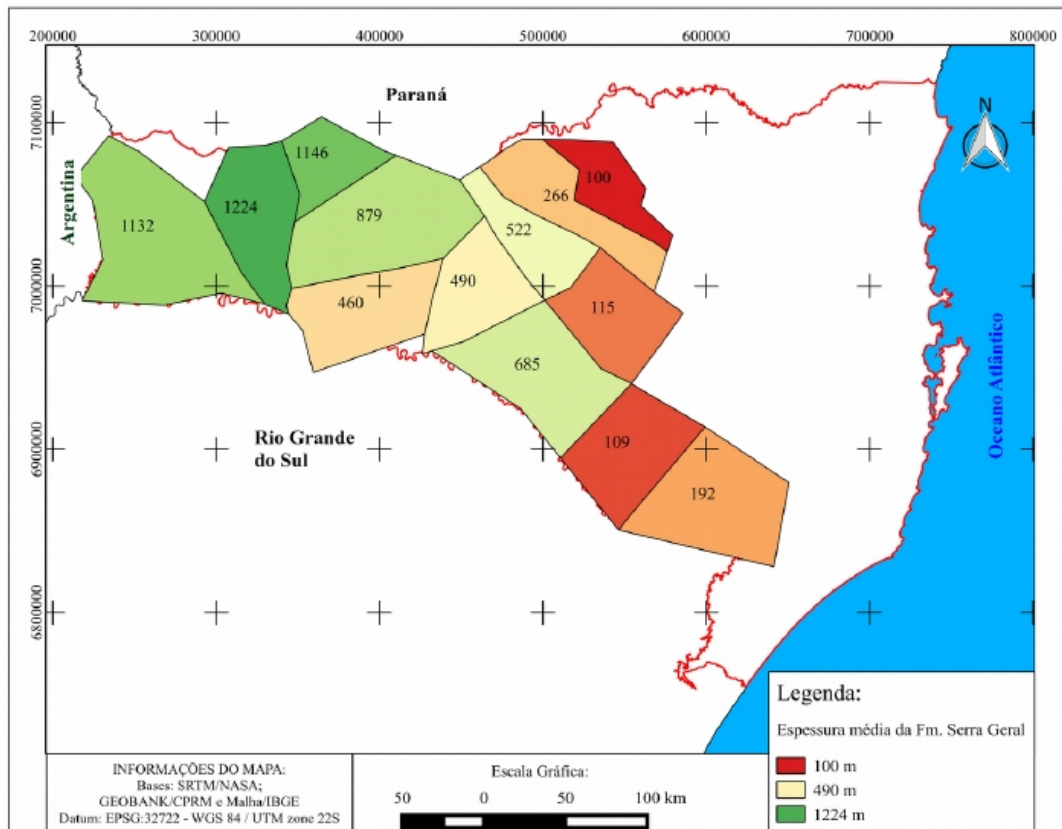 200000 300000 400000 500000 600000 700000 800000
Paraná
N
7100000
1146
100
266
Argentina
1224
879
1132
522
490
7000000
460
115
685
Oceano Atlântico
Rio Grande
do Sul
6900000
109
192
6800000
Legenda:
Espessura média da Fm. Serra Geral
100 m
490 m
1224 m
INFORMAÇÕES DO MAPA:
Bases: SRTM/NASA;
GEOBANK/CPRM e Malha/IBGE
Datum: EPSG:32722 - WGS 84 / UTM zone 22S
Escala Gráfica:
50 0 50 100 km